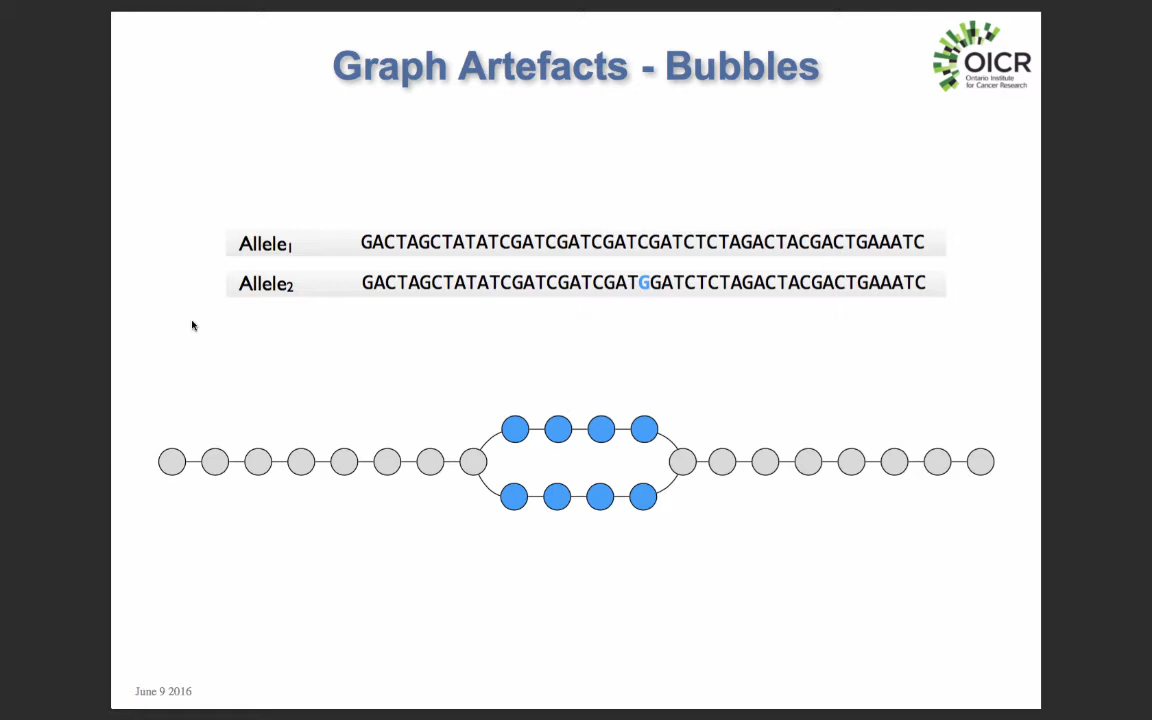 Graph Artefacts - Bubbles
OICR
Ontario Institute
for Cancer Research
Allele1 GACTAGCTATATCGATCGATCGATCGATCTCTAGACTACGACTGAAATC
Allele2 GACTAGCTATATCGATCGATCGATGGATCTCTAGACTACGACTGAAATC
June 9 2016